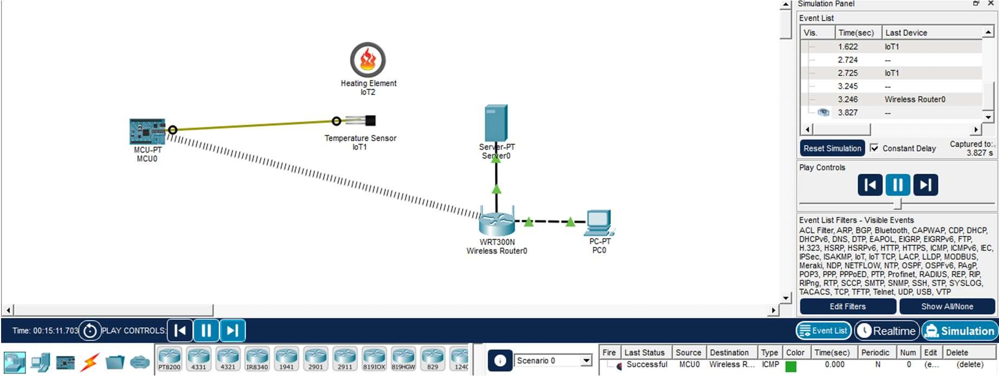 Simulation Panel
Event List
Vis. Time(sec) Last Device
1.622 IoT1
2.724 --
2.725 IoT1
3.245 --
3.246 Wireless Router0
3.827 --
Reset Simulation Constant Delay Captured to:
3.827 s
Play Controls
Event List Filters - Visible Events
ACL Filter, ARP, BGP, Bluetooth, CAPWAP, CDP, DHCP,
DHCPv6, DNS, DTP, EAPOL, EIGRP, EIGRPv6, FTP,
H.323, HSRP, HSRPv6, HTTP, HTTPS, ICMP, ICMPv6, IEC,
IPSec, ISAKMP, IoT, IoT TCP, LACP, LLDP, MODBUS,
Meraki, NDP, NETFLOW, NTP, OSPF, OSPFv6, PAgP,
POP3, PPP, PPPoED, PTP, Profinet, RADIUS, REP, RIP,
RIPng, RTP, SCCP, SMTP, SNMP, SSH, STP, SYSLOG,
TACACS, TCP, TFTP, Telnet, UDP, USB, VTP
Edit Filters Show All/None
Heating Element
IoT2
Temperature Sensor
IoT1
MCU-PT
MCU0
Server-PT
Server0
WRT300N
Wireless Router0
PC-PT
PC0
Time: 00:15:11.703 PLAY CONTROLS:
Event List Realtime Simulation
PT8200 4331 4321 IR8340 1941 2901 2911 819IOX 819HGW 829 124C
Scenario 0
Fire Last Status Source Destination Type Color Time(sec) Periodic Num Edit Delete
Successful MCU0 Wireless R... ICMP 0.000 N 0 (e... (delete)